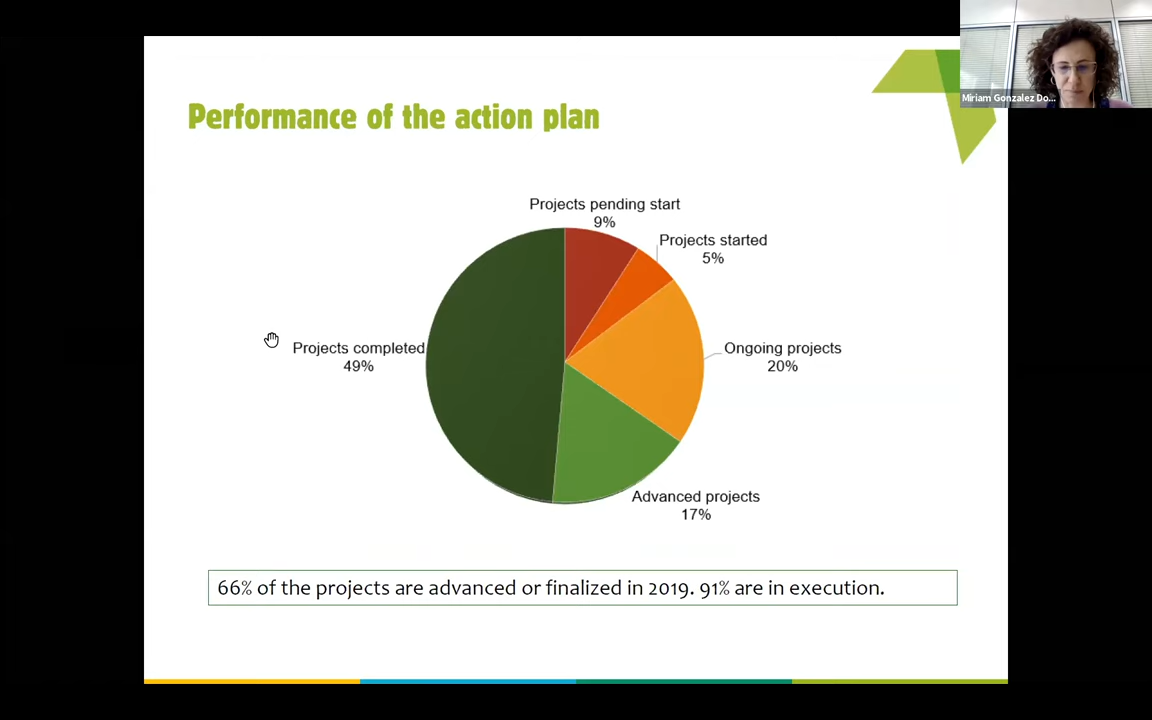 Miriam Gonzalez Do...
Performance of the action plan
Projects pending start
9%
Projects started
5%
Ongoing projects
20%
Projects completed
49%
Advanced projects
17%
66% of the projects are advanced or finalized in 2019. 91% are in execution.